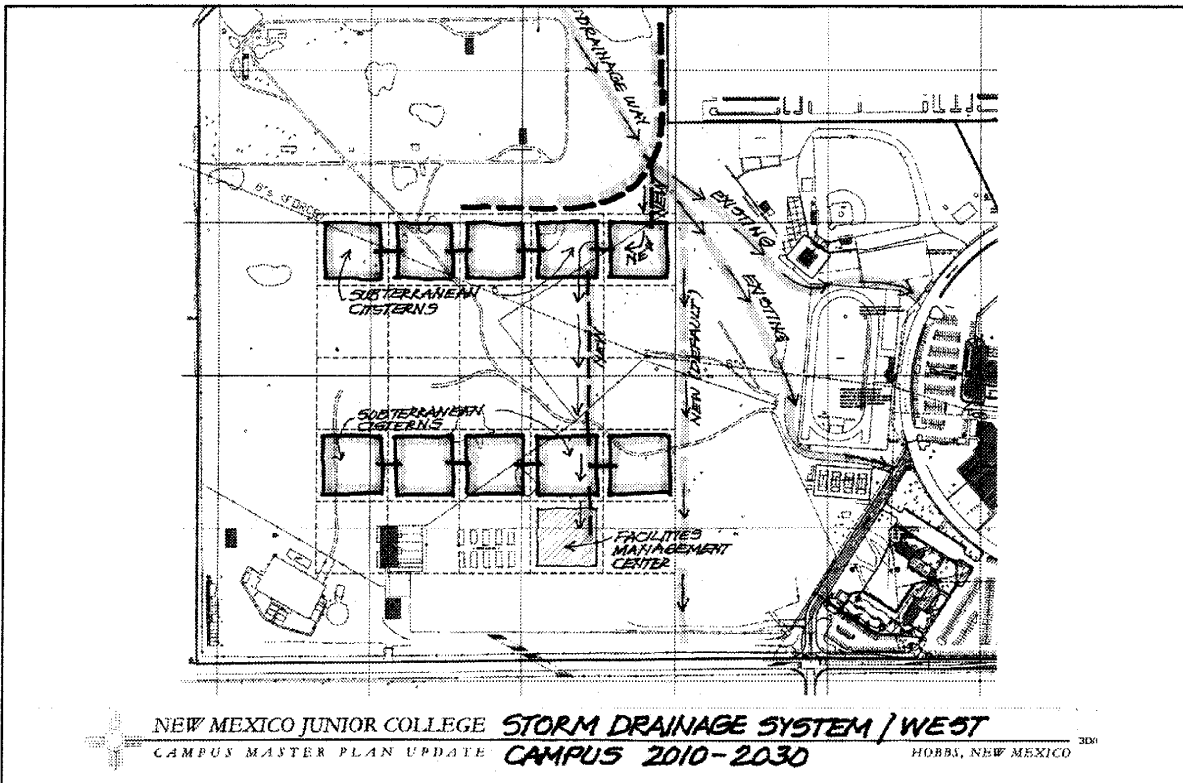 DRAINAGE WAY
NEW
EXISTING
NEW
SUBTERRANEAN
CISTERNS
EXISTING
NEW
NEW (DEFAULT)
SUBTERRANEAN
CISTERNS
FACILITIES
MANAGEMENT
CENTER
NEW MEXICO JUNIOR COLLEGE STORM DRAINAGE SYSTEM / WEST
CAMPUS MASTER PLAN UPDATE CAMPUS 2010-2030 HOBBS, NEW MEXICO